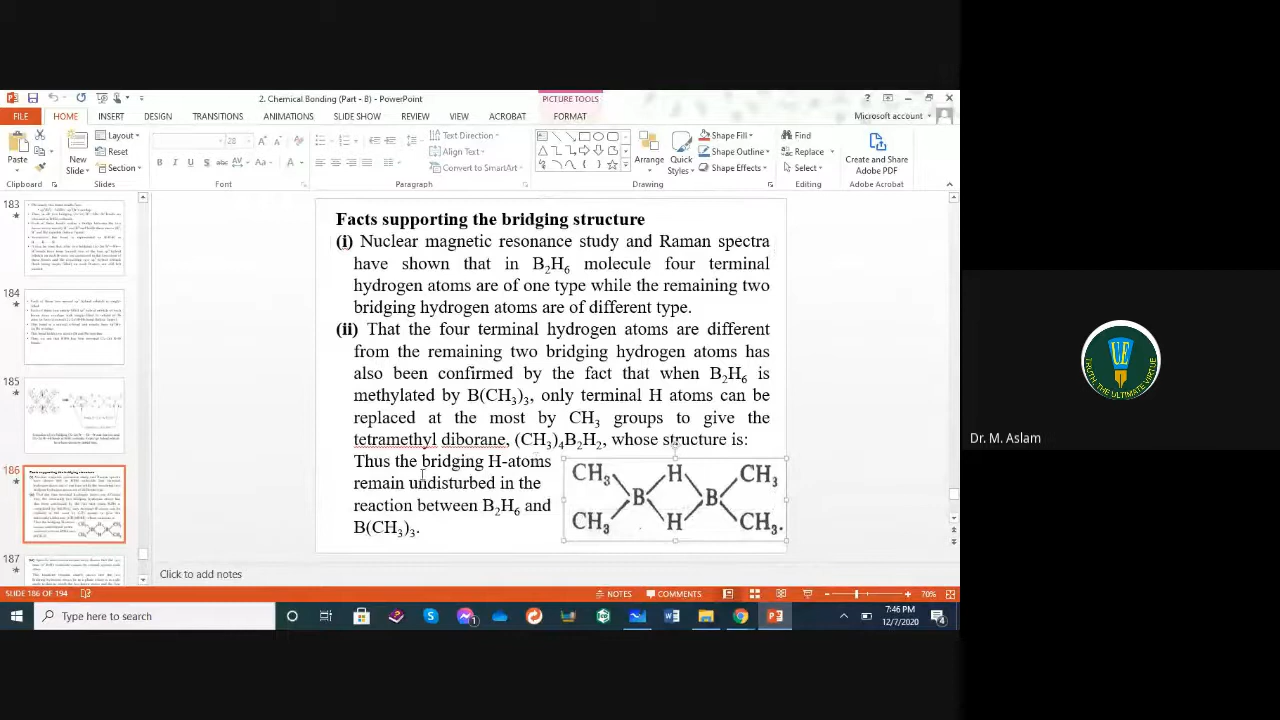 2. Chemical Bonding (Part - B) - PowerPoint
PICTURE TOOLS
FILE HOME INSERT DESIGN TRANSITIONS ANIMATIONS SLIDE SHOW REVIEW VIEW ACROBAT FORMAT
Microsoft account
Paste
New Slide
Layout
Reset
Section
28
Text Direction
Align Text
Convert to SmartArt
Arrange
Quick Styles
Shape Fill
Shape Outline
Shape Effects
Find
Replace
Select
Create and Share Adobe PDF
Clipboard Slides Font Paragraph Drawing Editing Adobe Acrobat
183
184
185
186
187
Facts supporting is bridging structure
(i) Nuclear magnetic resonance study and Raman spectra
have shown that in B₂H₆ molecule four terminal
hydrogen atoms are of one type while the remaining two
bridging hydrogen atoms are of different type.
(ii) That the four terminal hydrogen atoms are different
from the remaining two bridging hydrogen atoms has
also been confirmed by the fact that when B₂H₆ is
methylated by B(CH₃)₃, only terminal H atoms can be
replaced at the most by CH₃ groups to give the
tetramethyl diborane, (CH₃)₄B₂H₂, whose structure is:
Thus the bridging H-atoms
remain undisturbed in the
reaction between B₂H₆ and
B(CH₃)₃.
CH₃ H CH₃
B B
CH₃ H CH₃.
Click to add notes
SLIDE 186 OF 194
NOTES COMMENTS 70%
Type here to search
7:46 PM
12/7/2020
Dr. M. Aslam
UE
TRUTH, THE ULTIMATE VIRTUE